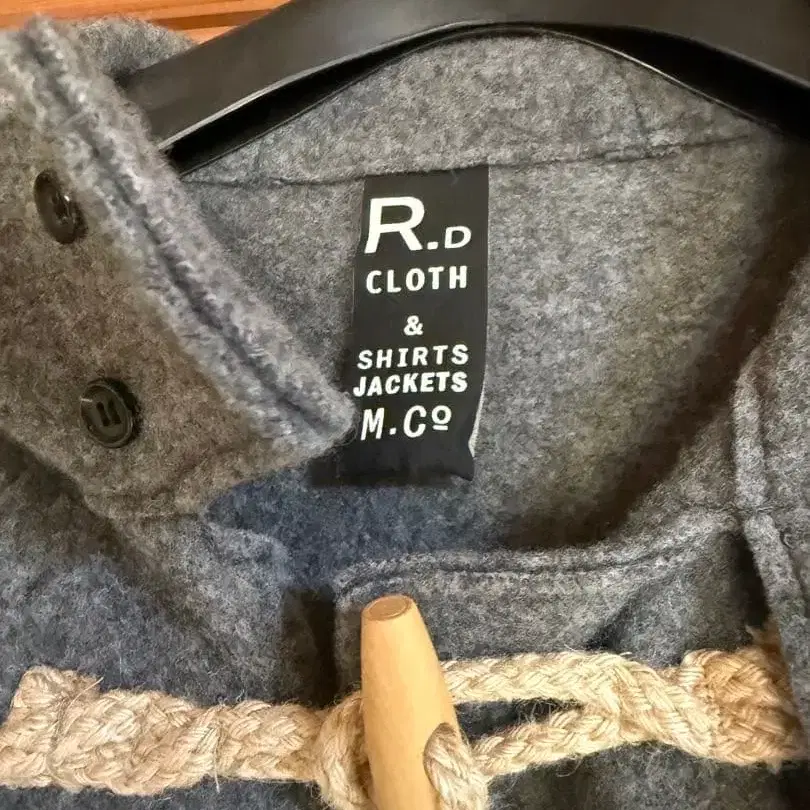 R.D
CLOTH
&
SHIRTS
JACKETS
M.Cº